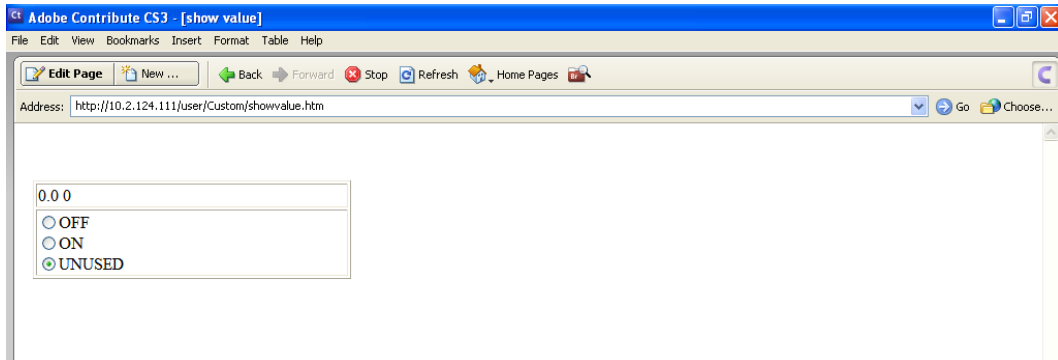 Adobe Contribute CS3 - [show value]
File Edit View Bookmarks Insert Format Table Help
Edit Page New ... Back Forward Stop Refresh Home Pages
Address: http://10.2.124.111/user/Custom/showvalue.htm Go Choose...
0.0 0
OFF
ON
UNUSED